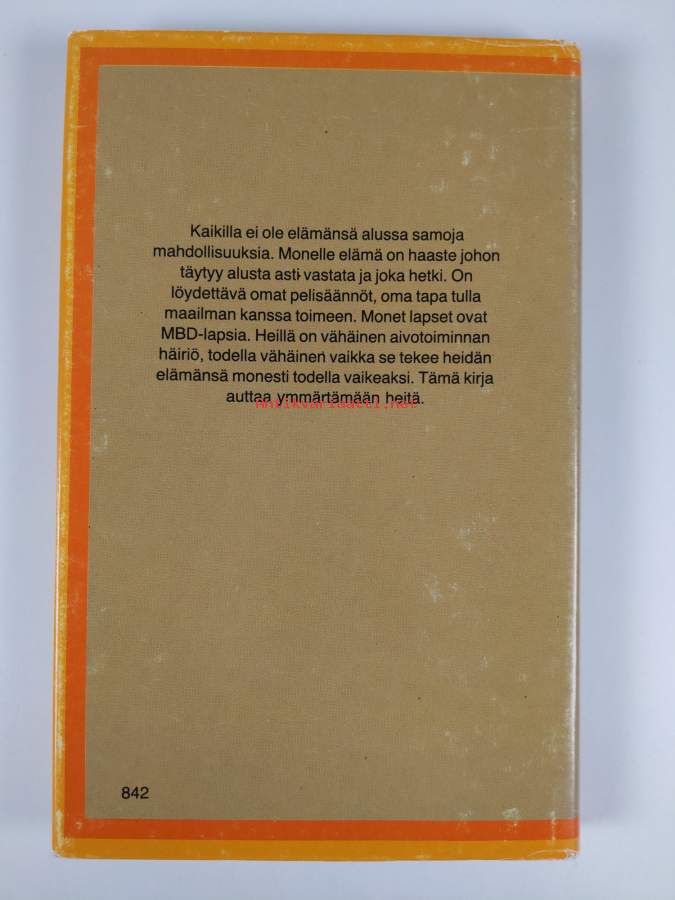 Kaikilla ei ole elämänsä alussa samoja
mahdollisuuksia. Monelle elämä on haaste johon
täytyy alusta asti vastata ja joka hetki. On
löydettävä omat pelisäännöt, oma tapa tulla
maailman kanssa toimeen. Monet lapset ovat
MBD-lapsia. Heillä on vähäinen aivotoiminnan
häiriö, todella vähäinen vaikka se tekee heidän
elämänsä monesti todella vaikeaksi. Tämä kirja
auttaa ymmärtämään heitä.
antikvariaatti.net
842